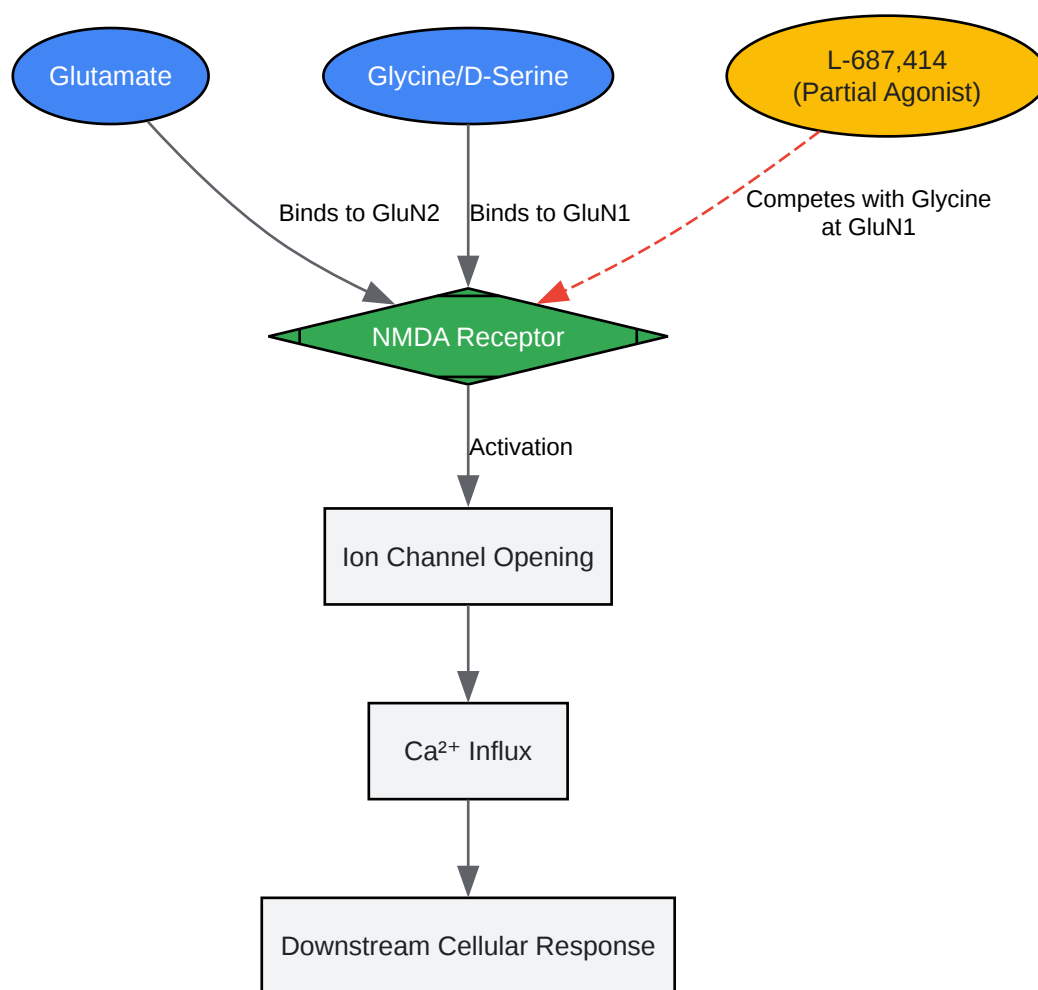 Glutamate
Glycine/D-Serine
L-687,414
(Partial Agonist)
Binds to GluN2
Binds to GluN1
Competes with Glycine
at GluN1
NMDA Receptor
Activation
Ion Channel Opening
Ca²⁺ Influx
Downstream Cellular Response